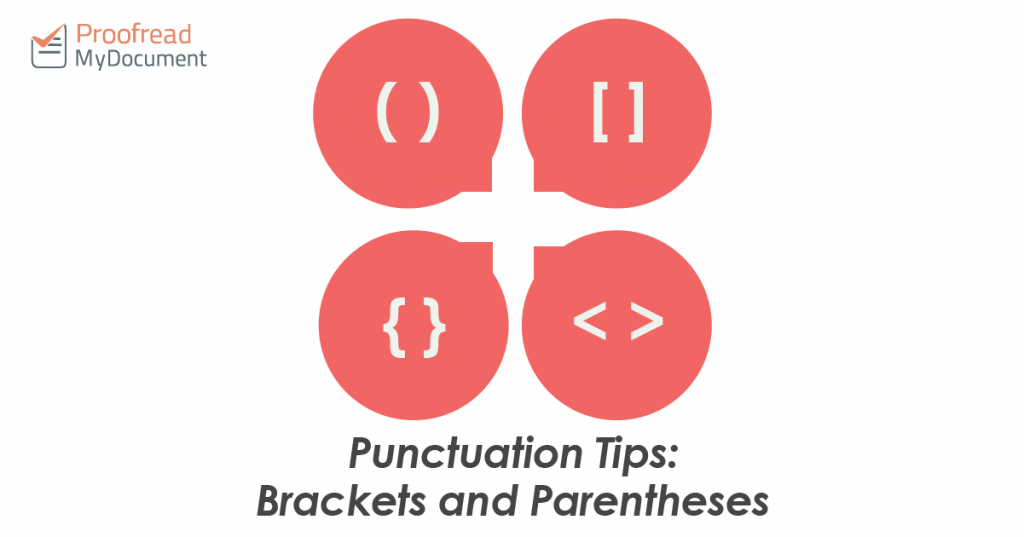 Proofread
MyDocument
( ) [ ]
{ } < >
Punctuation Tips:
Brackets and Parentheses